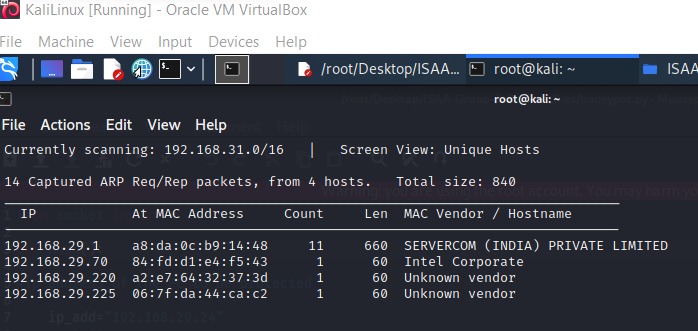 KaliLinux [Running] - Oracle VM VirtualBox
File Machine View Input Devices Help
/root/Desktop/ISAA... root@kali: ~ ISAA
root@kali: ~
File Actions Edit View Help
Currently scanning: 192.168.31.0/16 | Screen View: Unique Hosts
14 Captured ARP Req/Rep packets, from 4 hosts. Total size: 840
IP At MAC Address Count Len MAC Vendor / Hostname
192.168.29.1 a8:da:0c:b9:14:48 11 660 SERVERCOM (INDIA) PRIVATE LIMITED
192.168.29.70 84:fd:d1:e4:f5:43 1 60 Intel Corporate
192.168.29.220 a2:e7:64:32:37:3d 1 60 Unknown vendor
192.168.29.225 06:7f:da:44:ca:c2 1 60 Unknown vendor
7 ip_add="192.168.29.24"